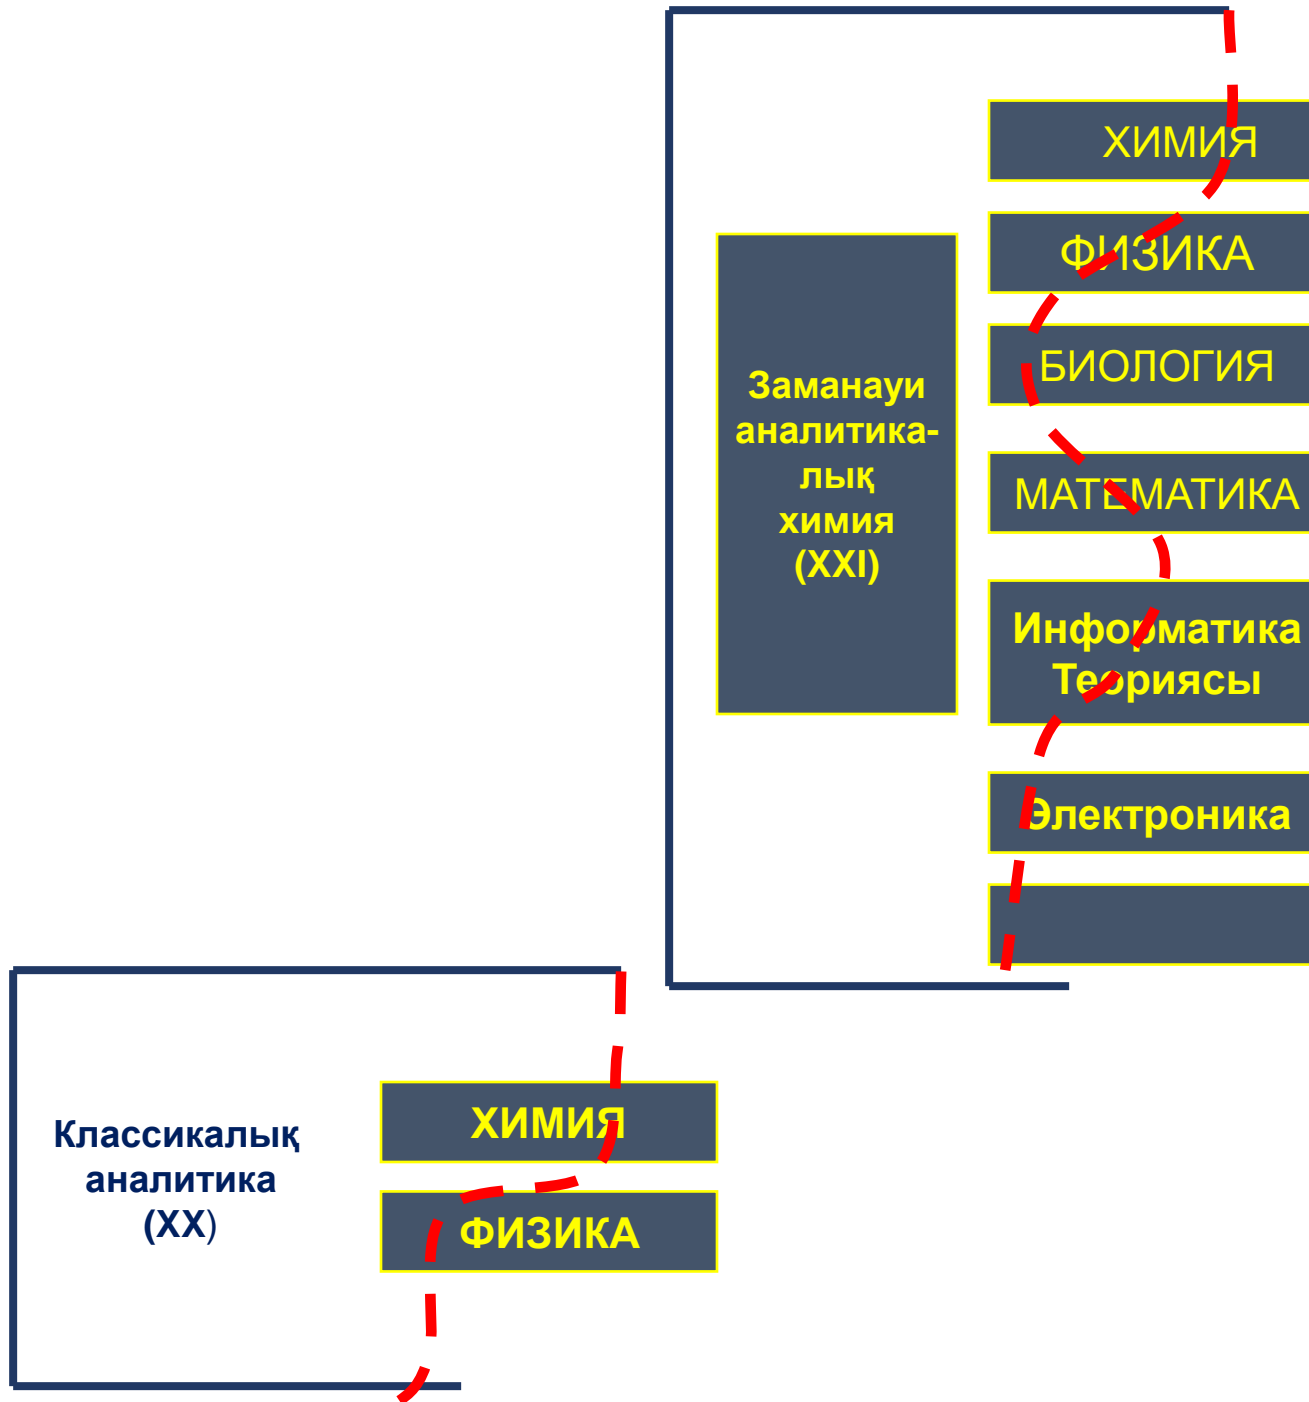 ХИМИЯ
ФИЗИКА
БИОЛОГИЯ
МАТЕМАТИКА
Информатика
Теориясы
Электроника
Заманауи
аналитика-
лық
химия
(XXI)
Классикалық
аналитика
(XX)
ХИМИЯ
ФИЗИКА